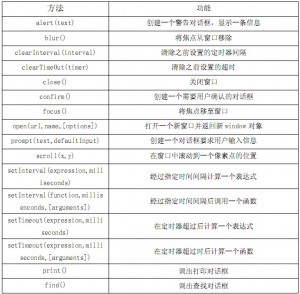 方法 功能
alert(text) 创建一个警告对话框，显示一条信息
blur() 将焦点从窗口移除
clearInterval(interval) 清除之前设置的定时器间隔
clearTimeOut(timer) 清除之前设置的超时
close() 关闭窗口
confirm() 创建一个需要用户确认的对话框
focus() 将焦点移至窗口
open(url,name,[options]) 打开一个新窗口并返回新 window 对象
prompt(text,defaultInput) 创建一个对话框要求用户输入信息
scroll(x,y) 在窗口中滚动到一个像素点的位置
setInterval(expression,milli
seconds) 经过指定时间间隔计算一个表达式
setInterval(function,millis
enconds,[arguments]) 经过指定时间间隔后调用一个函数
setTimeout(expression,milli
seconds) 在定时器超过后计算一个表达式
setTimeout(expression,milli
seconds,[arguments]) 在定时器超过时后计算一个函数
print() 调出打印对话框
find() 调出查找对话框